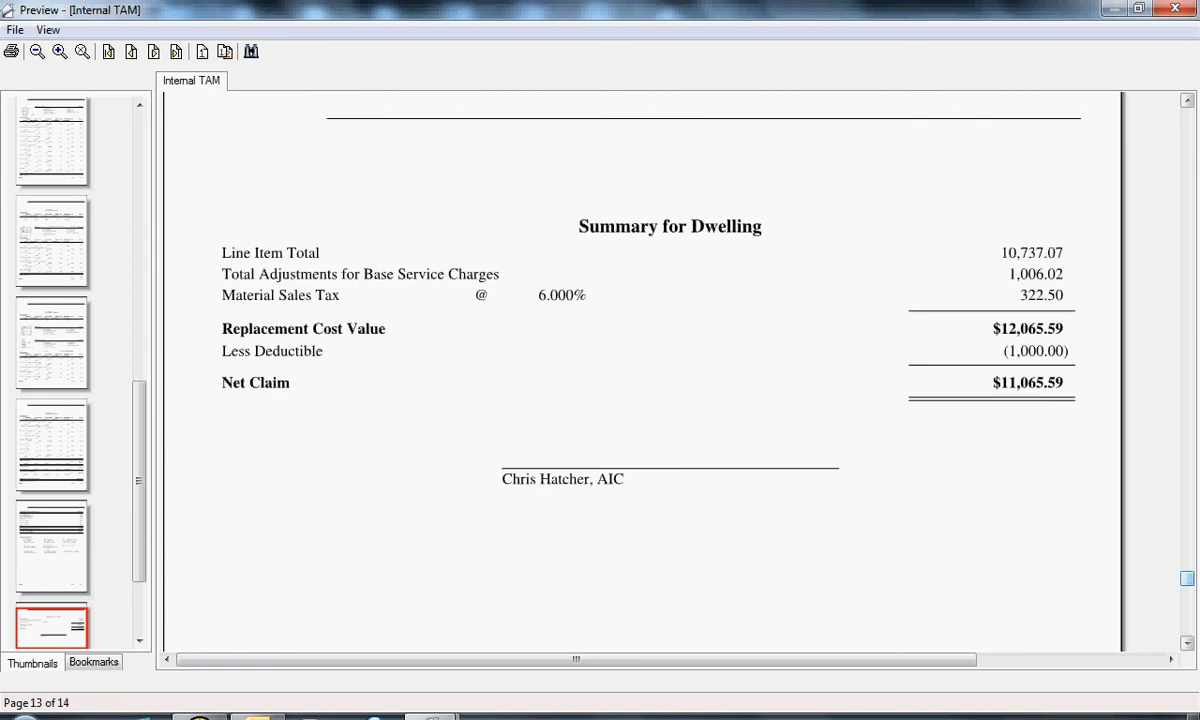 Preview - [Internal TAM]
File View
Internal TAM
Summary for Dwelling
Line Item Total 10,737.07
Total Adjustments for Base Service Charges 1,006.02
Material Sales Tax @ 6.000% 322.50
Replacement Cost Value $12,065.59
Less Deductible (1,000.00)
Net Claim $11,065.59
Chris Hatcher, AIC
Thumbnails Bookmarks
Page 13 of 14